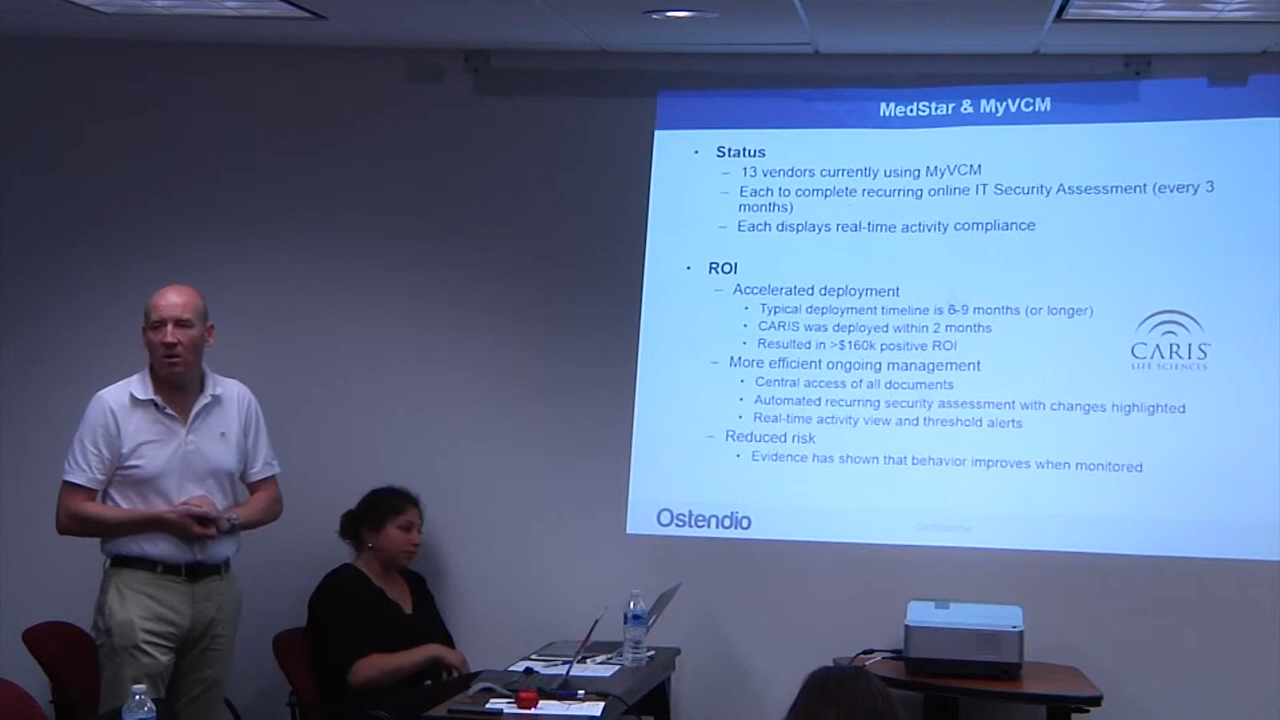 MedStar & MyVCM
• Status
– 13 vendors currently using MyVCM
– Each to complete recurring online IT Security Assessment (every 3
months)
– Each displays real-time activity compliance
• ROI
– Accelerated deployment
• Typical deployment timeline is 6-9 months (or longer)
• CARIS was deployed within 2 months
• Resulted in >$160k positive ROI
– More efficient ongoing management
• Central access of all documents
• Automated recurring security assessment with changes highlighted
• Real-time activity view and threshold alerts
– Reduced risk
• Evidence has shown that behavior improves when monitored
CARIS
LIFE SCIENCES
Ostendio
Confidential